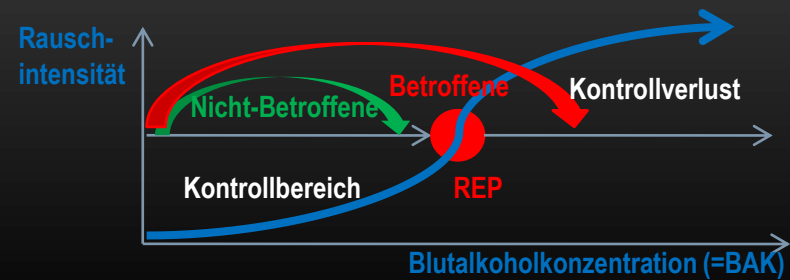 Rausch-
intensität
Betroffene
Kontrollverlust
Nicht-Betroffene
Kontrollbereich
REP
Blutalkoholkonzentration (=BAK)